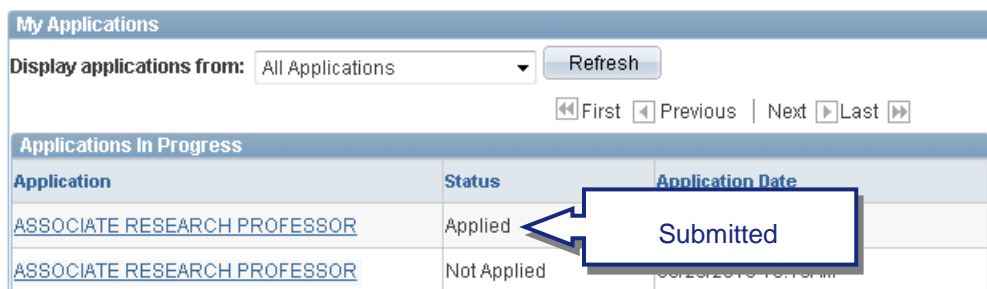 My Applications
Display applications from: All Applications Refresh
First Previous | Next Last
Applications In Progress
Application Status Application Date
ASSOCIATE RESEARCH PROFESSOR Applied Submitted
ASSOCIATE RESEARCH PROFESSOR Not Applied